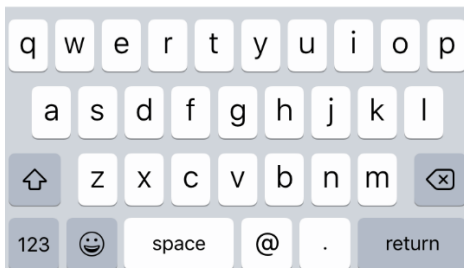 q w e r t y u i o p
a s d f g h j k l
z x c v b n m
123 space @ . return